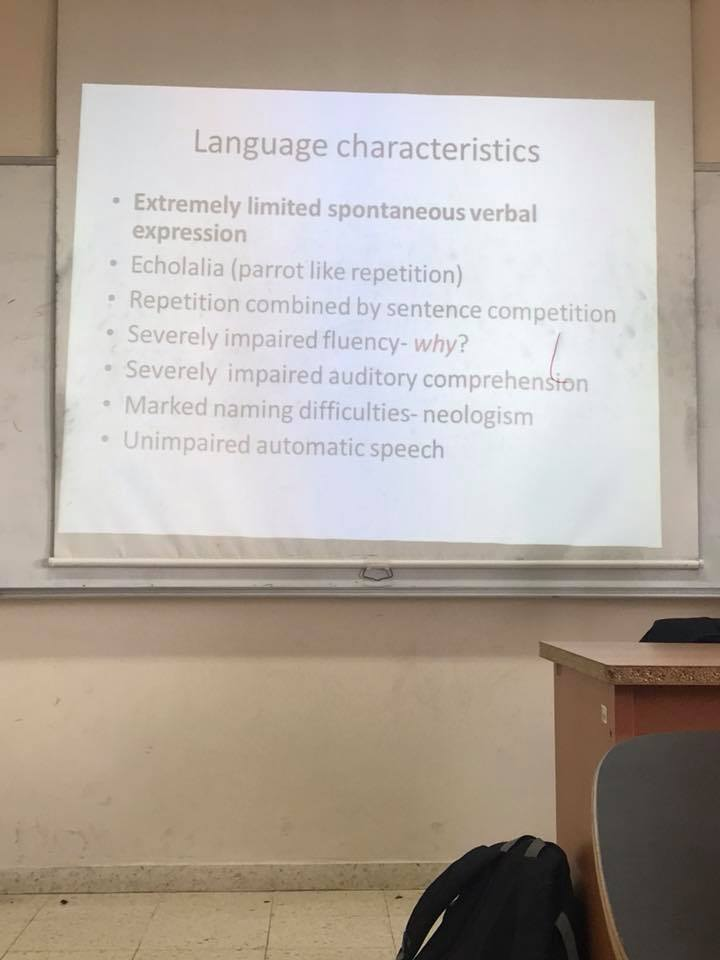 Language characteristics
• Extremely limited spontaneous verbal
expression
• Echolalia (parrot like repetition)
• Repetition combined by sentence competition
• Severely impaired fluency- why?
• Severely  impaired auditory comprehension
• Marked naming difficulties- neologism
• Unimpaired automatic speech